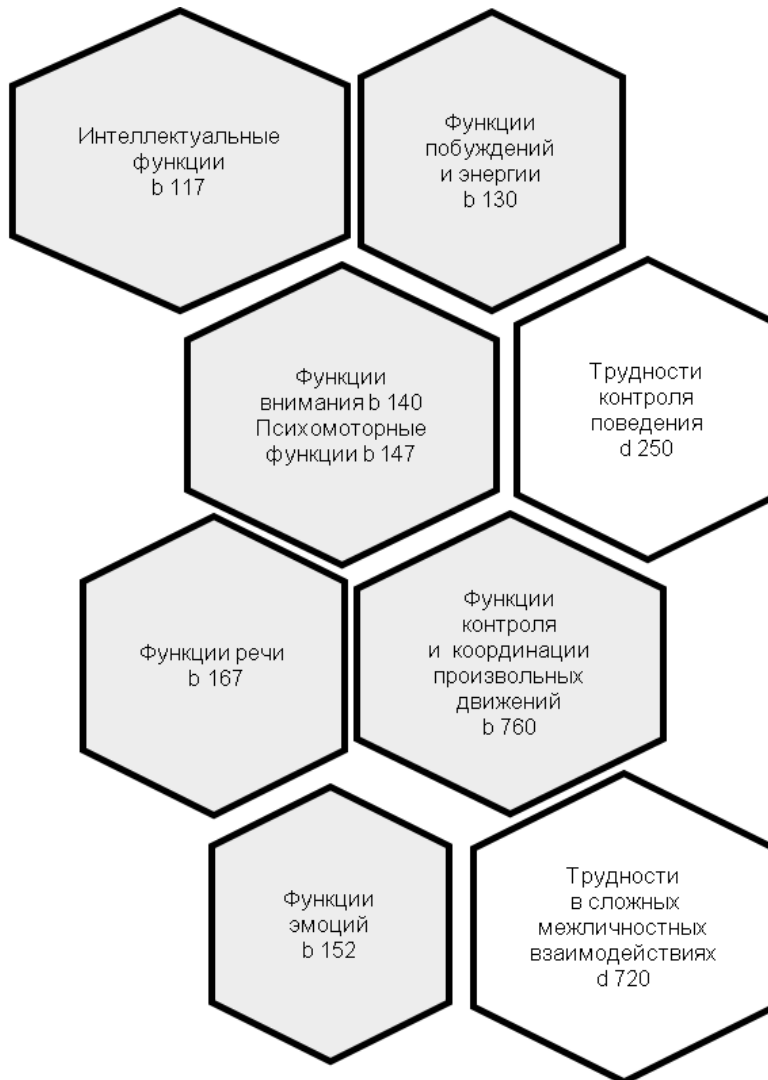 Интеллектуальные
функции
b 117
Функции
побуждений
и энергии
b 130
Функции
внимания b 140
Психомоторные
функции b 147
Трудности
контроля
поведения
d 250
Функции речи
b 167
Функции
контроля
и координации
произвольных
движений
b 760
Функции
эмоций
b 152
Трудности
в сложных
межличностных
взаимодействиях
d 720